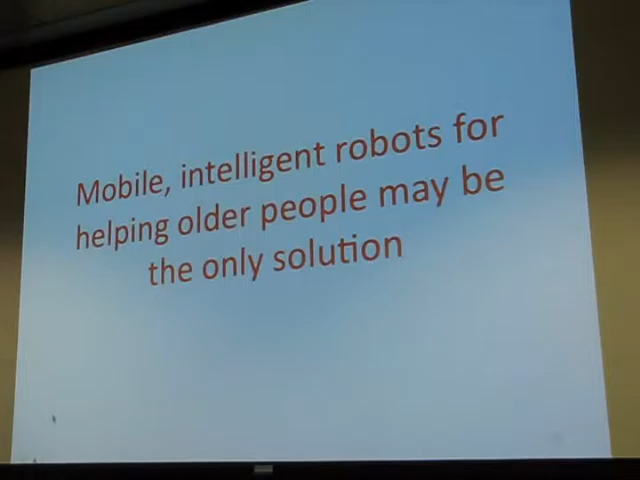 Mobile, intelligent robots for
helping older people may be
the only solution